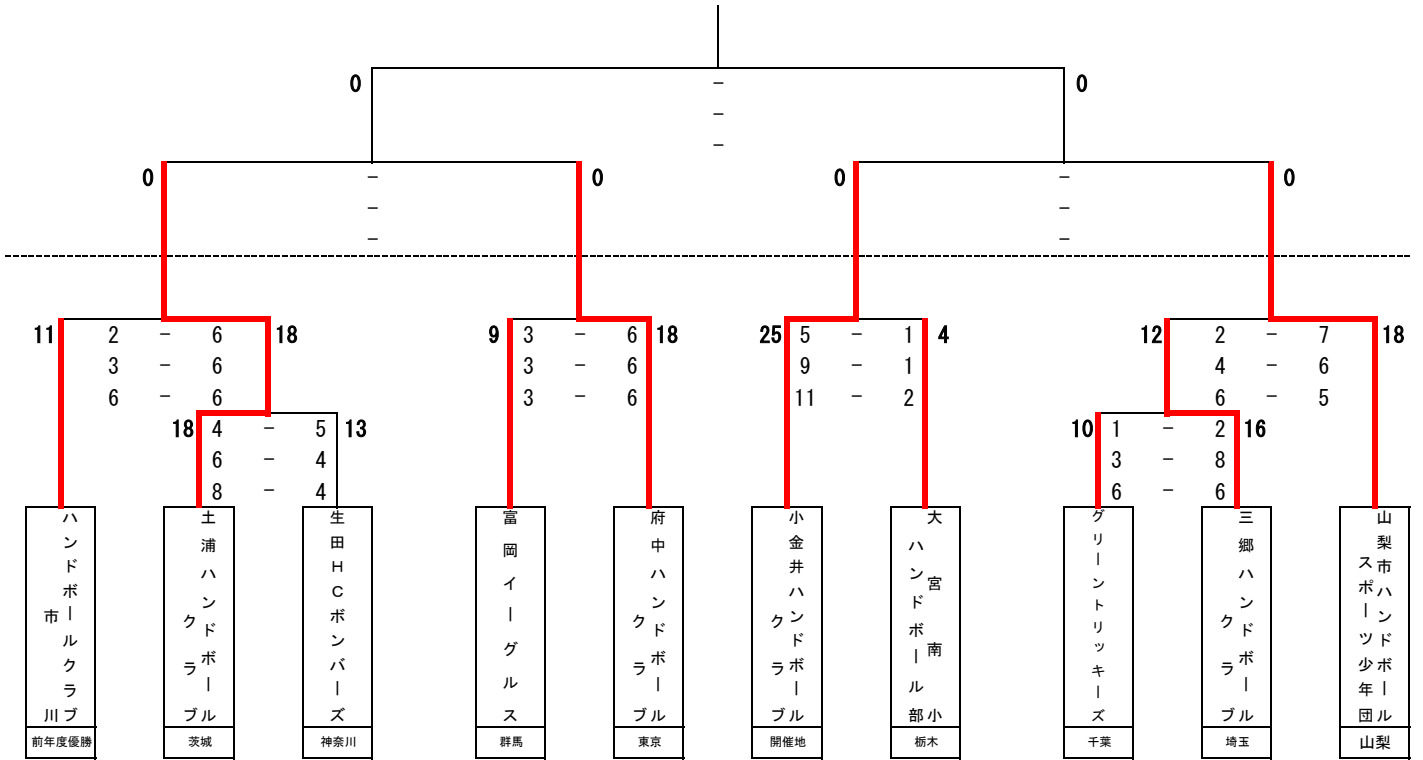 0 - 0
-
-
0 - 0 0 - 0
- -
- -
11 2 - 6 18 9 3 - 6 18 25 5 - 1 4 12 2 - 7 18
3 - 6 3 - 6 9 - 1 4 - 6
6 - 6 3 - 6 11 - 2 6 - 5
18 4 - 5 13 10 1 - 2 16
6 - 4 3 - 8
8 - 4 6 - 6
ハンドボールクラブ
市川
土浦ハンドボール
クラブ
生田HCボンバーズ
富岡イーグルス
府中ハンドボール
クラブ
小金井ハンドボール
クラブ
大宮南小
ハンドボール部
グリーントリッキーズ
三郷ハンドボール
クラブ
山梨市ハンドボール
スポーツ少年団
前年度優勝 茨城 神奈川 群馬 東京 開催地 栃木 千葉 埼玉 山梨